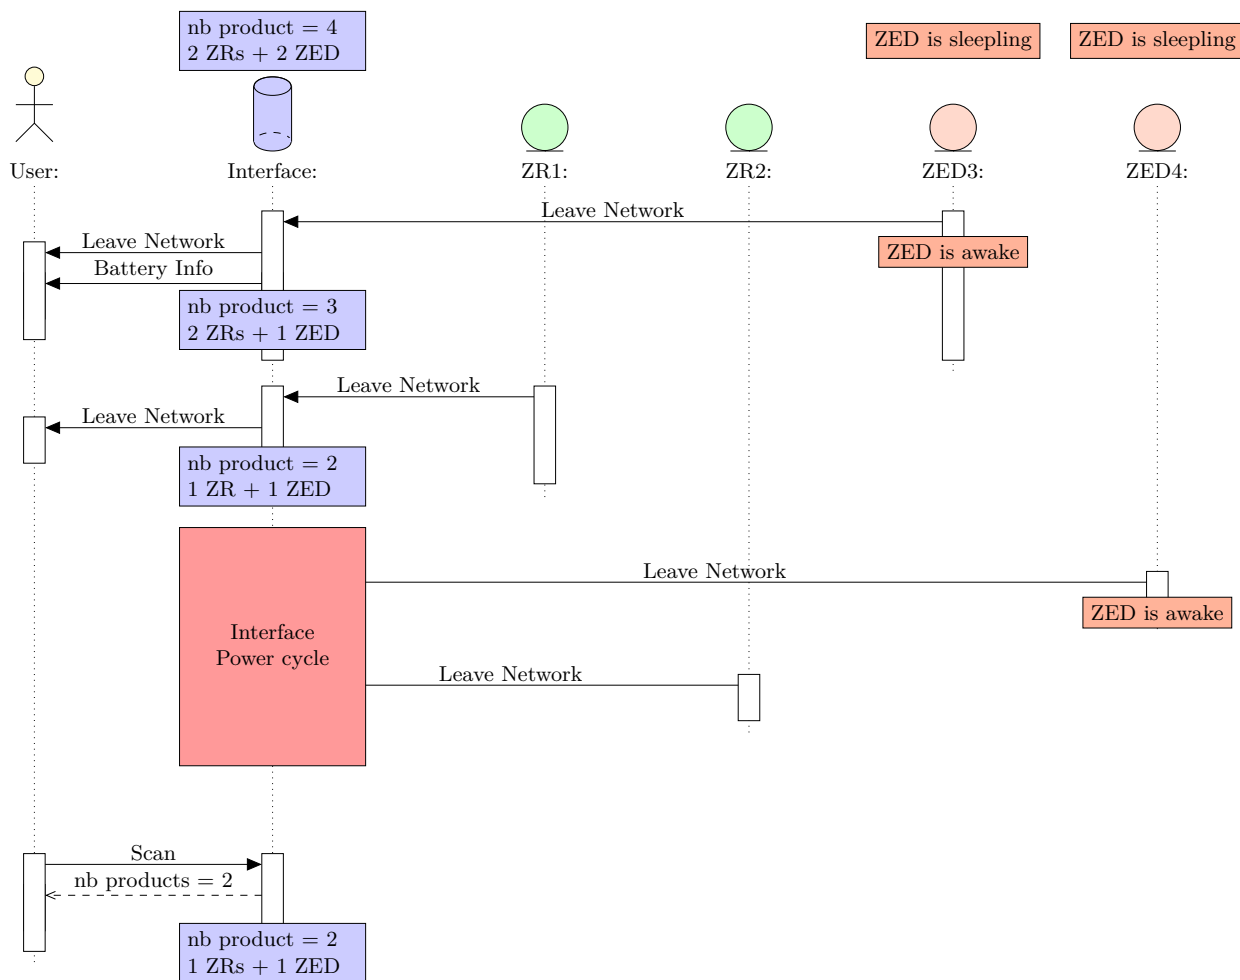 nb product = 4
2 ZRs + 2 ZED
ZED is sleepling
ZED is sleepling
User:
Interface:
ZR1:
ZR2:
ZED3:
ZED4:
Leave Network
Leave Network
ZED is awake
Battery Info
nb product = 3
2 ZRs + 1 ZED
Leave Network
Leave Network
nb product = 2
1 ZR + 1 ZED
Leave Network
ZED is awake
Interface
Power cycle
Leave Network
Scan
nb products = 2
nb product = 2
1 ZRs + 1 ZED